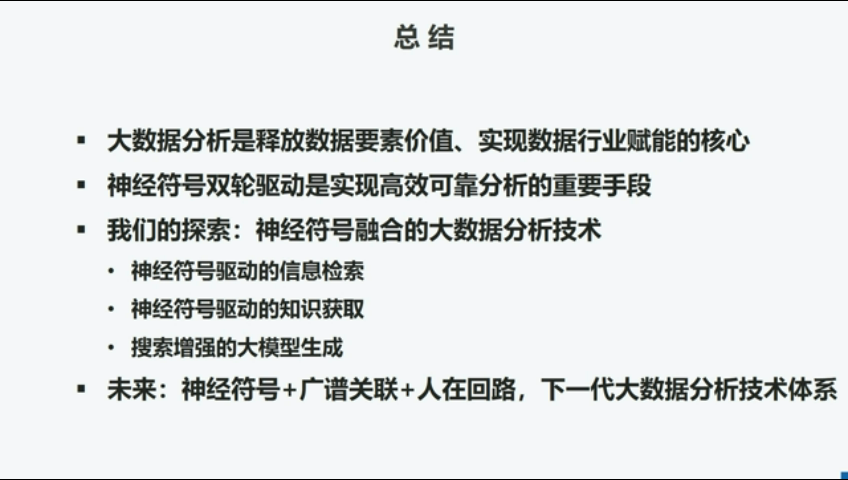 总 结
▪ 大数据分析是释放数据要素价值、实现数据行业赋能的核心
▪ 神经符号双轮驱动是实现高效可靠分析的重要手段
▪ 我们的探索：神经符号融合的大数据分析技术
• 神经符号驱动的信息检索
• 神经符号驱动的知识获取
• 搜索增强的大模型生成
▪ 未来：神经符号+广谱关联+人在回路，下一代大数据分析技术体系